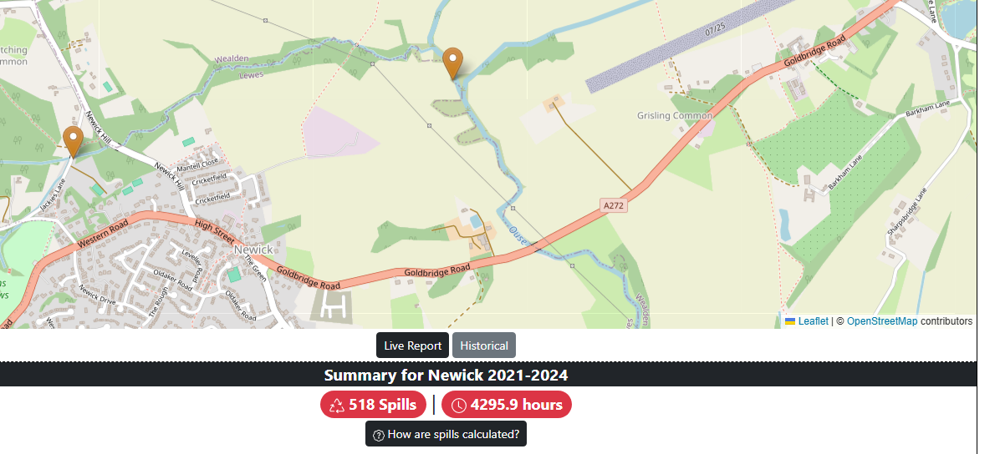 07/25
Lane
tching
mmon
Goldbridge Road
Wealden
Lewes
Barkham Lane
Newick Hill
Grisling Common
Mantell Close
Newick Hill
Barkham Lane
Cricketfield
Jackies Lane
Cricketfield
Sharpsbridge Lane
A272
Western Road
High Street
Ouse
Newick
Leveller
Road
The Green
Goldbridge Road
Goldbridge Road
Oldaker Road
ws
Newick Drive
The Rough
Oldaker Road
Wealden
Leaflet | © OpenStreetMap contributors
Live Report Historical
Summary for Newick 2021-2024
518 Spills | 4295.9 hours
How are spills calculated?